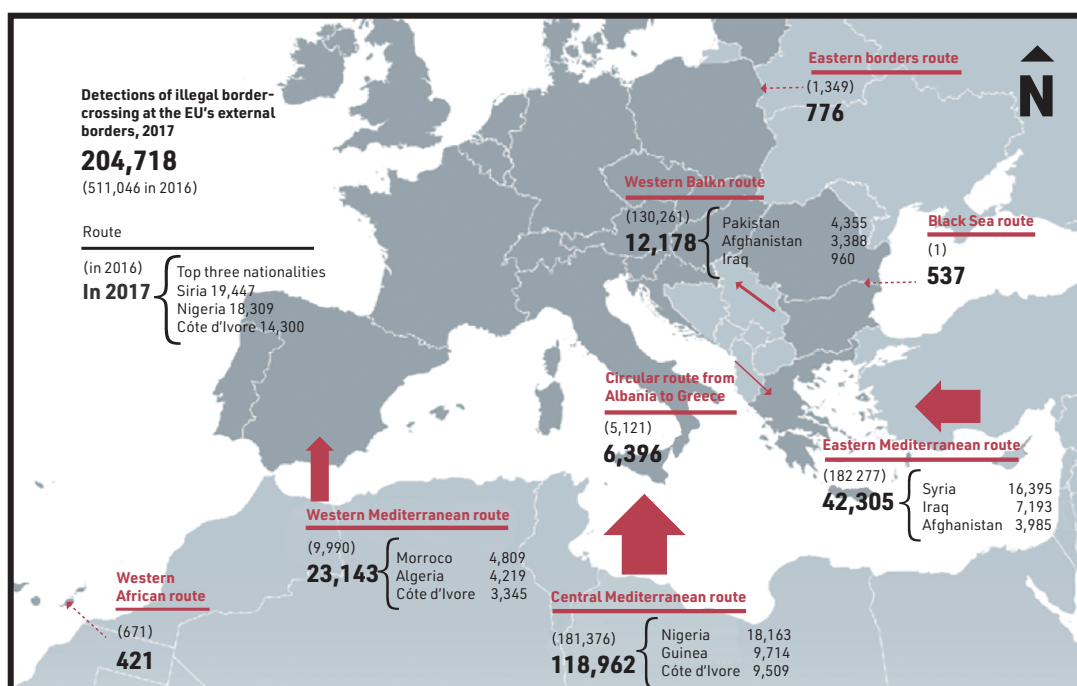 Detections of illegal border-
crossing at the EU's external
borders, 2017
204,718
(511,046 in 2016)
Route
(in 2016)
In 2017
Top three nationalities
Siria 19,447
Nigeria 18,309
Côte d'Ivore 14,300
Eastern borders route
(1,349)
776
N
Western Balkn route
(130,261)
12,178
Pakistan 4,355
Afghanistan 3,388
Iraq 960
Black Sea route
(1)
537
Circular route from
Albania to Greece
(5,121)
6,396
Eastern Mediterranean route
(182 277)
42,305
Syria 16,395
Iraq 7,193
Afghanistan 3,985
Western Mediterranean route
(9,990)
23,143
Morroco 4,809
Algeria 4,219
Côte d'Ivore 3,345
Western
African route
(671)
421
Central Mediterranean route
(181,376)
118,962
Nigeria 18,163
Guinea 9,714
Côte d'Ivore 9,509